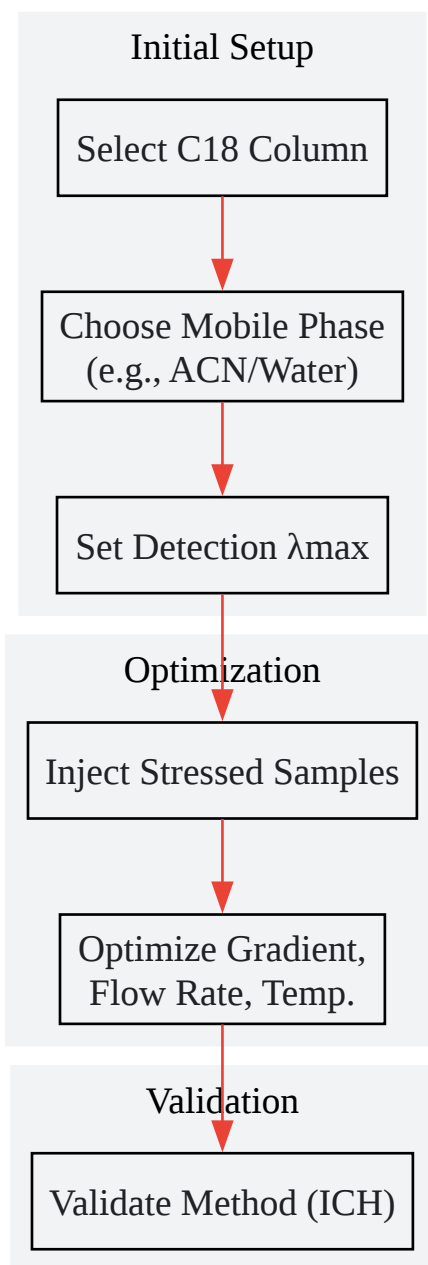 Initial Setup
Select C18 Column
Choose Mobile Phase
(e.g., ACN/Water)
Set Detection λmax
Optimization
Inject Stressed Samples
Optimize Gradient,
Flow Rate, Temp.
Validation
Validate Method (ICH)